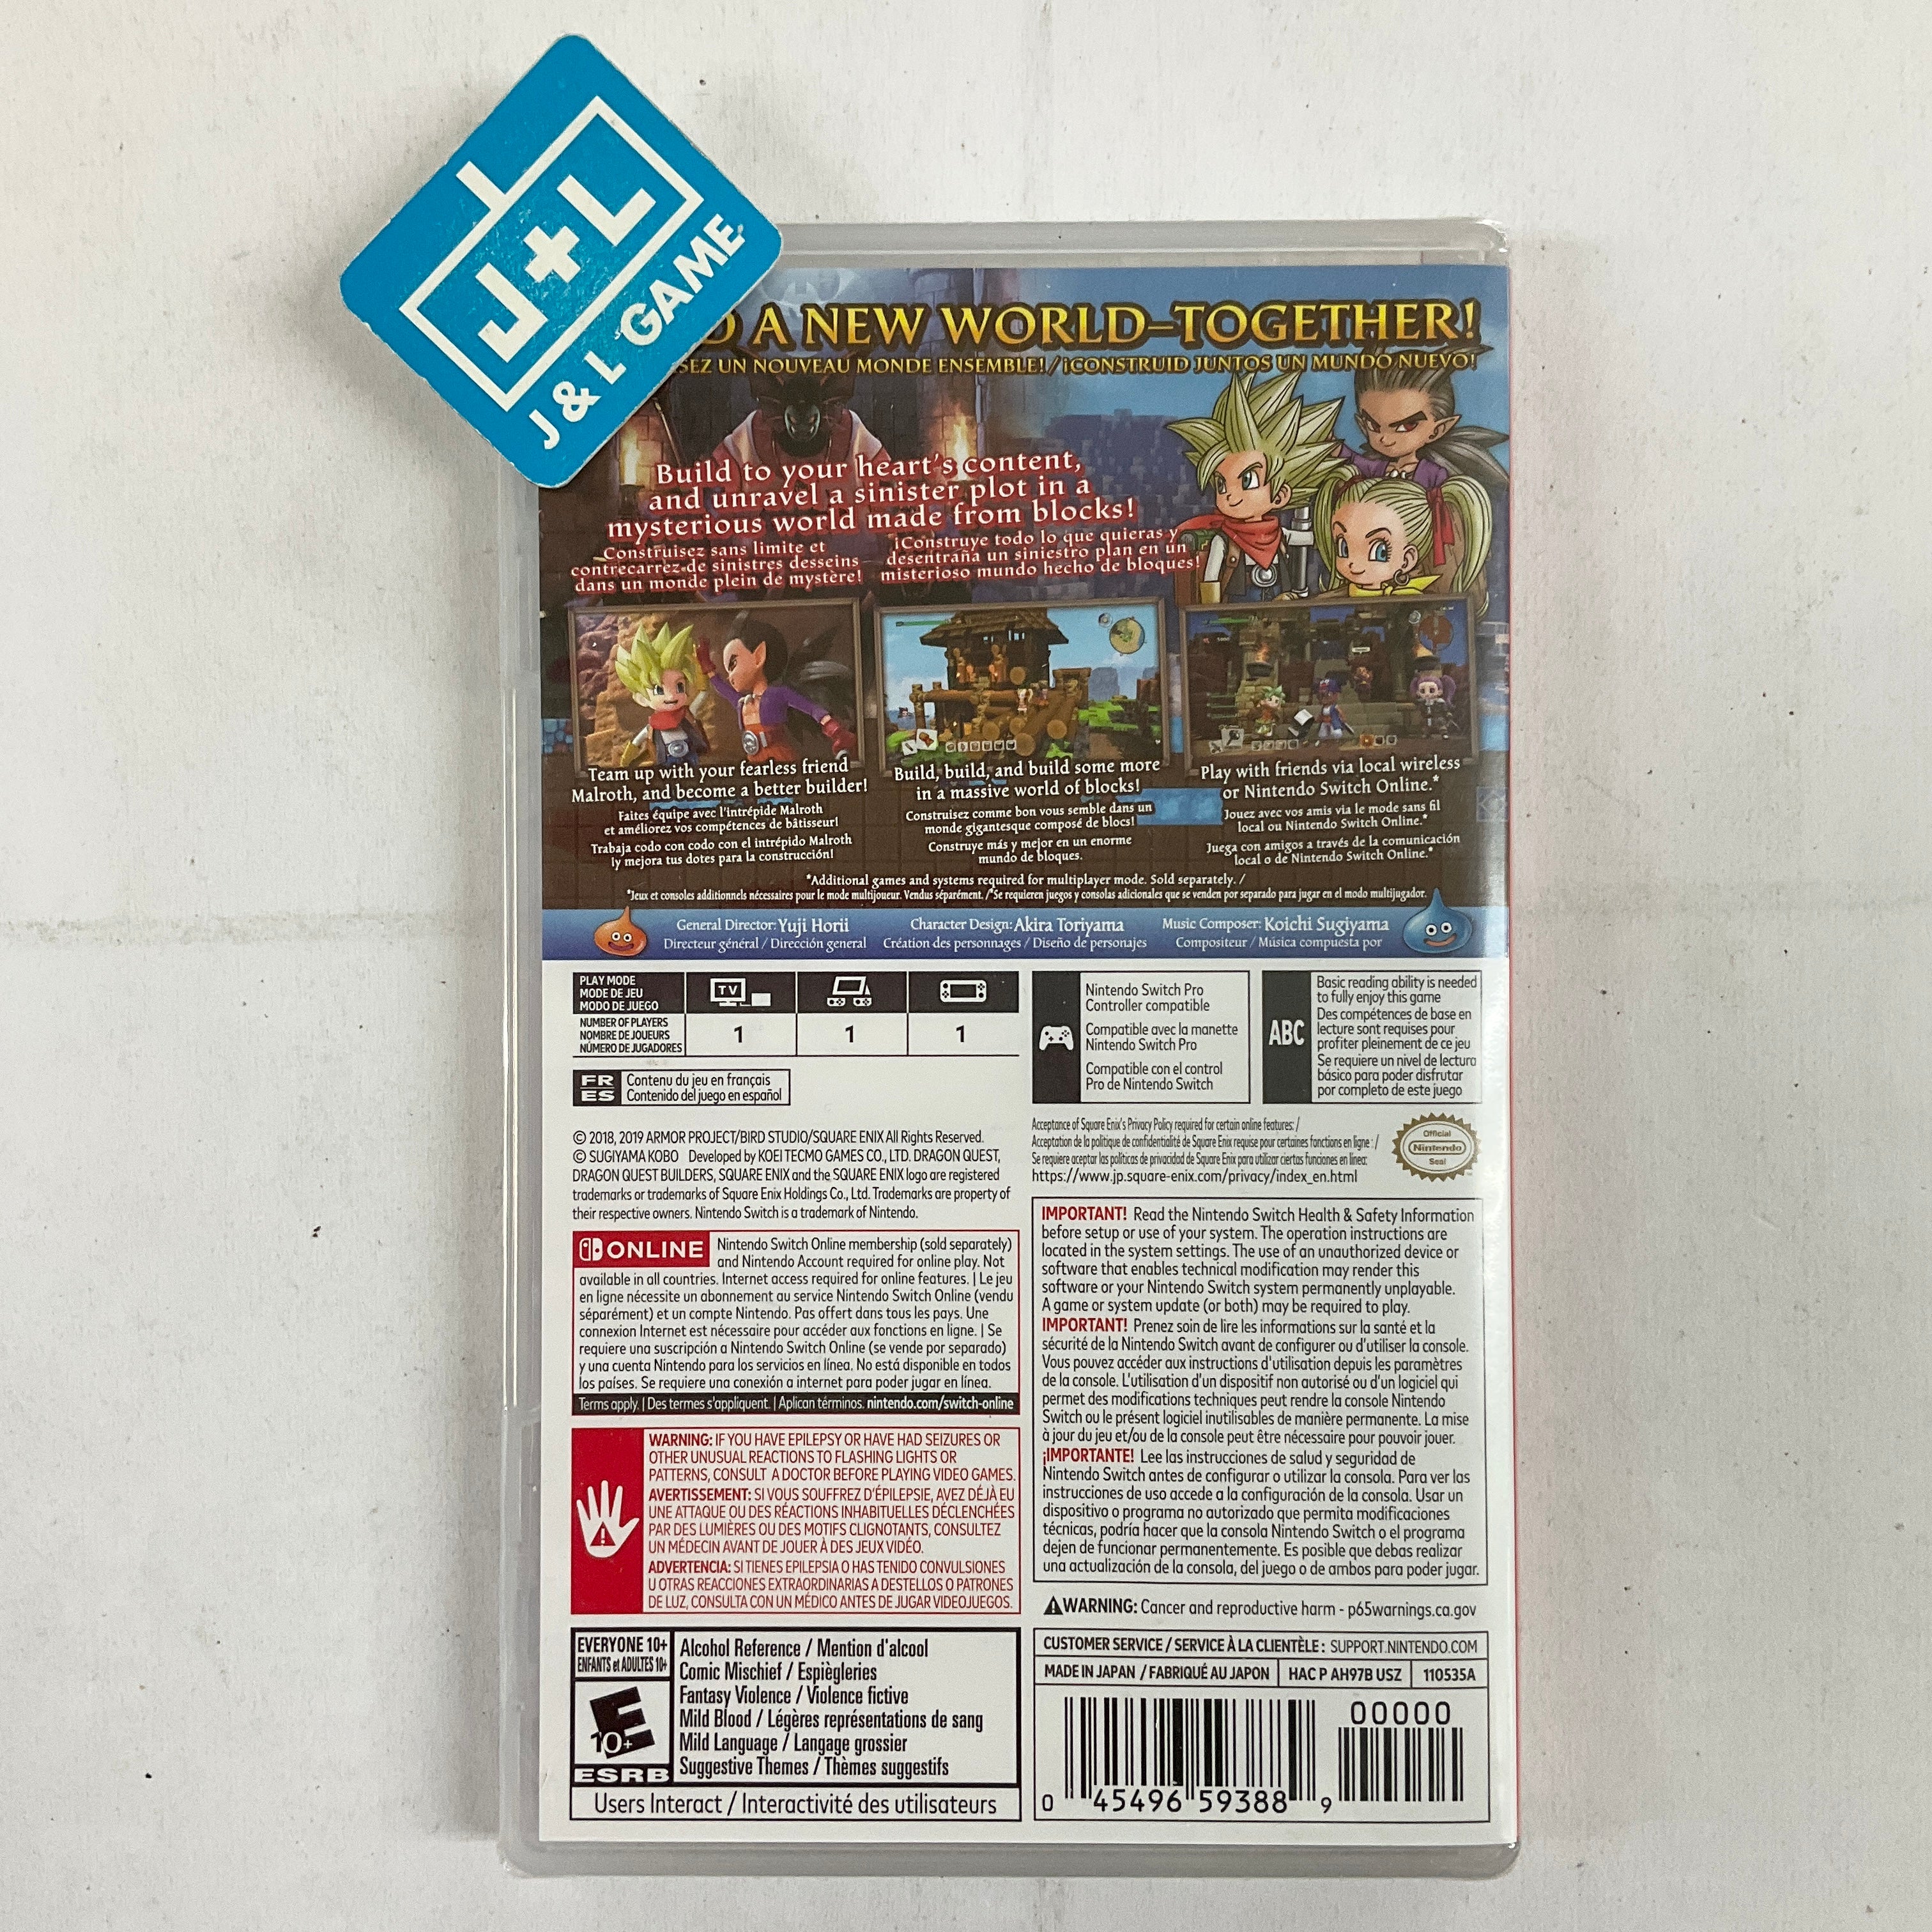 J+L
J & L GAME
D A NEW WORLD–TOGETHER!
SEZ UN NOUVEAU MONDE ENSEMBLE! / ¡CONSTRUID JUNTOS UN MUNDO NUEVO!
Build to your heart's content,
and unravel a sinister plot in a
mysterious world made from blocks!
Construisez sans limite et
contrecarrez de sinistres desseins
dans un monde plein de mystère!
¡Construye todo lo que quieras y
desentraña un siniestro plan en un
misterioso mundo hecho de bloques!
Team up with your fearless friend
Malroth, and become a better builder!
Faites équipe avec l'intrépide Malroth
et améliorez vos compétences de bâtisseur!
Trabaja codo con codo con el intrépido Malroth
¡y mejora tus dotes para la construcción!
Build, build, and build some more
in a massive world of blocks!
Construisez comme bon vous semble dans un
monde gigantesque composé de blocs!
Construye más y mejor en un enorme
mundo de bloques.
Play with friends via local wireless
or Nintendo Switch Online.*
Jouez avec vos amis via le mode sans fil
local ou Nintendo Switch Online.*
Juega con amigos a través de la comunicación
local o de Nintendo Switch Online.*
*Additional games and systems required for multiplayer mode. Sold separately. /
*Jeux et consoles additionnels nécessaires pour le mode multijoueur. Vendus séparément. / *Se requieren juegos y consolas adicionales que se venden por separado para jugar en el modo multijugador.
General Director: Yuji Horii
Directeur général / Dirección general
Character Design: Akira Toriyama
Création des personnages / Diseño de personajes
Music Composer: Koichi Sugiyama
Compositeur / Música compuesta por
PLAY MODE
MODE DE JEU
MODO DE JUEGO
TV
NUMBER OF PLAYERS
NOMBRE DE JOUEURS
NÚMERO DE JUGADORES
1 1 1
FR
ES
Contenu du jeu en français
Contenido del juego en español
Nintendo Switch Pro
Controller compatible
Compatible avec la manette
Nintendo Switch Pro
Compatible con el control
Pro de Nintendo Switch
ABC
Basic reading ability is needed
to fully enjoy this game
Des compétences de base en
lecture sont requises pour
profiter pleinement de ce jeu
Se requiere un nivel de lectura
básico para poder disfrutar
por completo de este juego
© 2018, 2019 ARMOR PROJECT/BIRD STUDIO/SQUARE ENIX All Rights Reserved.
© SUGIYAMA KOBO Developed by KOEI TECMO GAMES CO., LTD. DRAGON QUEST,
DRAGON QUEST BUILDERS, SQUARE ENIX and the SQUARE ENIX logo are registered
trademarks or trademarks of Square Enix Holdings Co., Ltd. Trademarks are property of
their respective owners. Nintendo Switch is a trademark of Nintendo.
Acceptance of Square Enix's Privacy Policy required for certain online features: /
Acceptation de la politique de confidentialité de Square Enix requise pour certaines fonctions en ligne : /
Se requiere aceptar las políticas de privacidad de Square Enix para utilizar ciertas funciones en línea:
https://www.jp.square-enix.com/privacy/index_en.html
Official
Nintendo
Seal
ONLINE
Nintendo Switch Online membership (sold separately)
and Nintendo Account required for online play. Not
available in all countries. Internet access required for online features. | Le jeu
en ligne nécessite un abonnement au service Nintendo Switch Online (vendu
séparément) et un compte Nintendo. Pas offert dans tous les pays. Une
connexion Internet est nécessaire pour accéder aux fonctions en ligne. | Se
requiere una suscripción a Nintendo Switch Online (se vende por separado)
y una cuenta Nintendo para los servicios en línea. No está disponible en todos
los países. Se requiere una conexión a internet para poder jugar en línea.
Terms apply. | Des termes s'appliquent. | Aplican términos. nintendo.com/switch-online
WARNING: IF YOU HAVE EPILEPSY OR HAVE HAD SEIZURES OR
OTHER UNUSUAL REACTIONS TO FLASHING LIGHTS OR
PATTERNS, CONSULT A DOCTOR BEFORE PLAYING VIDEO GAMES.
AVERTISSEMENT: SI VOUS SOUFFREZ D'ÉPILEPSIE, AVEZ DÉJÀ EU
UNE ATTAQUE OU DES RÉACTIONS INHABITUELLES DÉCLENCHÉES
PAR DES LUMIÈRES OU DES MOTIFS CLIGNOTANTS, CONSULTEZ
UN MÉDECIN AVANT DE JOUER À DES JEUX VIDÉO.
ADVERTENCIA: SI TIENES EPILEPSIA O HAS TENIDO CONVULSIONES
U OTRAS REACCIONES EXTRAORDINARIAS A DESTELLOS O PATRONES
DE LUZ, CONSULTA CON UN MÉDICO ANTES DE JUGAR VIDEOJUEGOS.
IMPORTANT! Read the Nintendo Switch Health & Safety Information
before setup or use of your system. The operation instructions are
located in the system settings. The use of an unauthorized device or
software that enables technical modification may render this
software or your Nintendo Switch system permanently unplayable.
A game or system update (or both) may be required to play.
IMPORTANT! Prenez soin de lire les informations sur la santé et la
sécurité de la Nintendo Switch avant de configurer ou d'utiliser la console.
Vous pouvez accéder aux instructions d'utilisation depuis les paramètres
de la console. L'utilisation d'un dispositif non autorisé ou d'un logiciel qui
permet des modifications techniques peut rendre la console Nintendo
Switch ou le présent logiciel inutilisables de manière permanente. La mise
à jour du jeu et/ou de la console peut être nécessaire pour pouvoir jouer.
¡IMPORTANTE! Lee las instrucciones de salud y seguridad de
Nintendo Switch antes de configurar o utilizar la consola. Para ver las
instrucciones de uso accede a la configuración de la consola. Usar un
dispositivo o programa no autorizado que permita modificaciones
técnicas, podría hacer que la consola Nintendo Switch o el programa
dejen de funcionar permanentemente. Es posible que debas realizar
una actualización de la consola, del juego o de ambos para poder jugar.
WARNING: Cancer and reproductive harm - p65warnings.ca.gov
EVERYONE 10+
ENFANTS et ADULTES 10+
E
10+
ESRB
Alcohol Reference / Mention d'alcool
Comic Mischief / Espiègleries
Fantasy Violence / Violence fictive
Mild Blood / Légères représentations de sang
Mild Language / Langage grossier
Suggestive Themes / Thèmes suggestifs
Users Interact / Interactivité des utilisateurs
CUSTOMER SERVICE / SERVICE À LA CLIENTÈLE : SUPPORT.NINTENDO.COM
MADE IN JAPAN / FABRIQUÉ AU JAPON HAC P AH97B USZ 110535A
00000
0 45496 59388 9